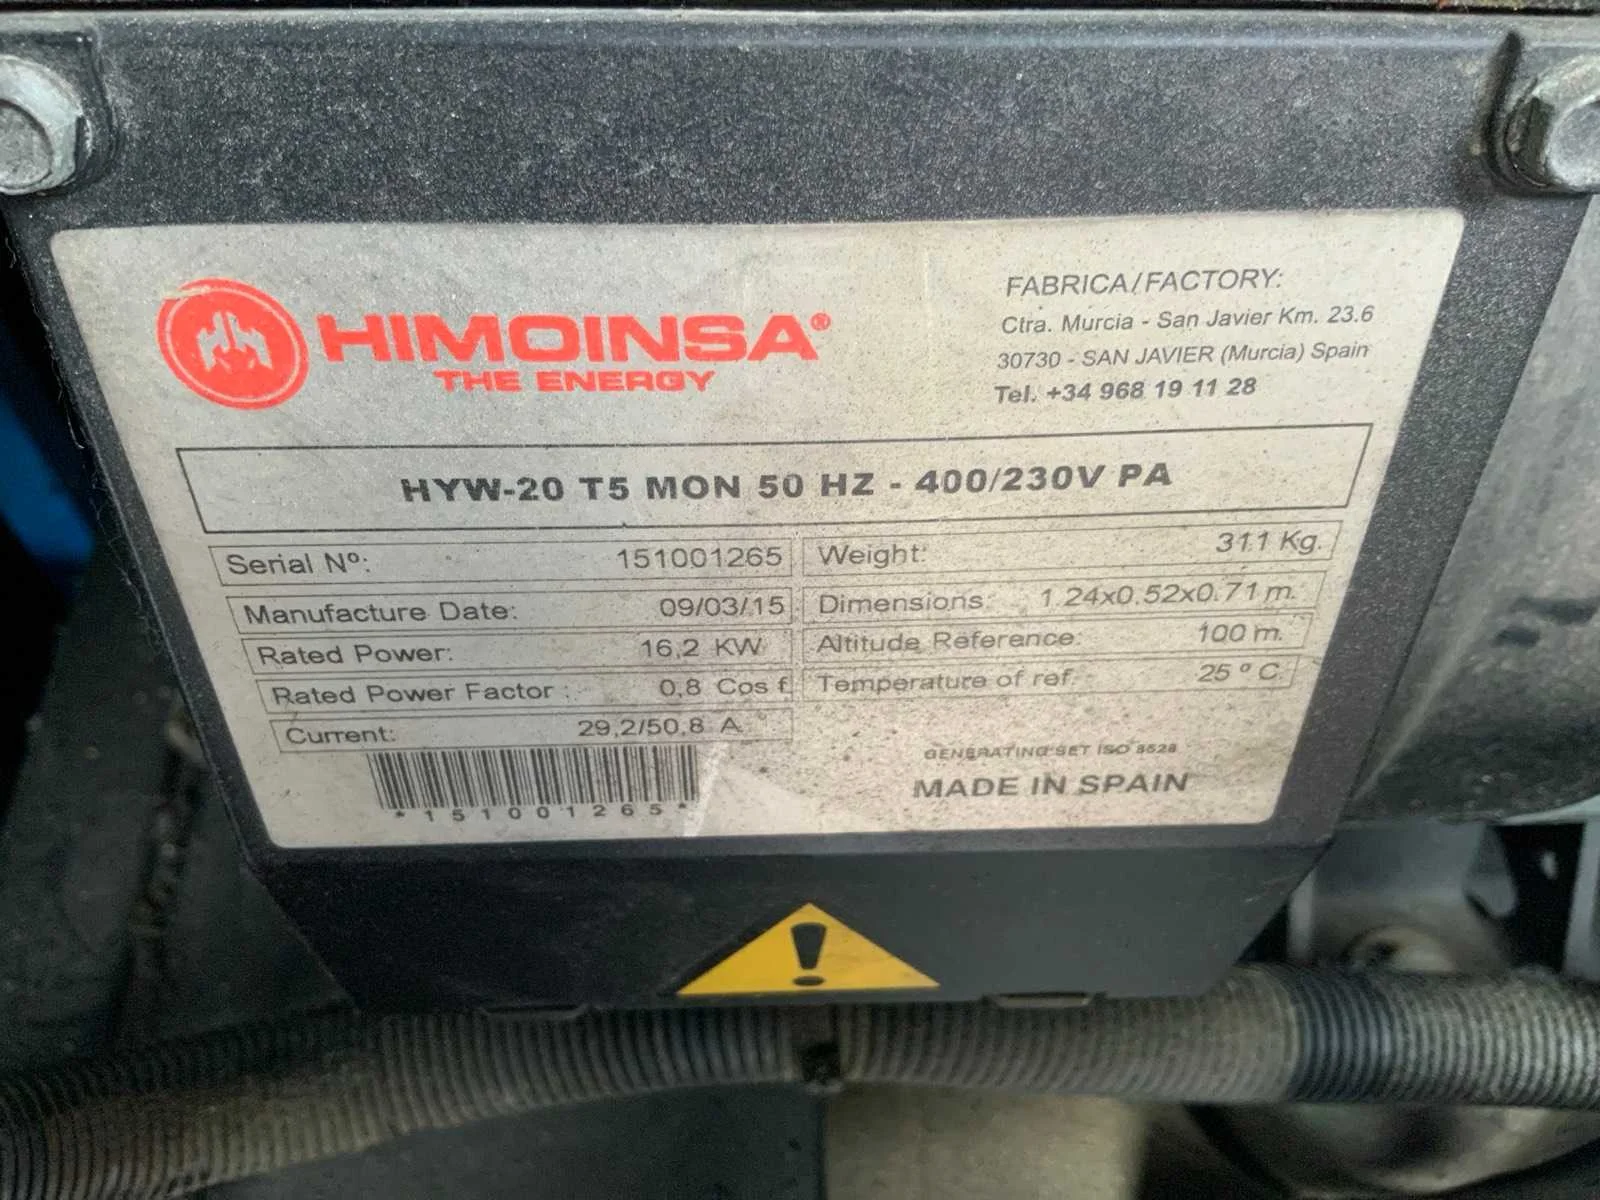 HIMOINSA®
THE ENERGY
FABRICA/FACTORY:
Ctra. Murcia - San Javier Km. 23.6
30730 - SAN JAVIER (Murcia) Spain
Tel. +34 968 19 11 28
HYW-20 T5 MON 50 HZ - 400/230V PA
Serial Nº: 151001265
Manufacture Date: 09/03/15
Rated Power: 16,2 KW
Rated Power Factor : 0,8 Cos f
Current: 29,2/50,8 A
*151001265*
Weight: 311 Kg.
Dimensions: 1.24x0.52x0.71 m.
Altitude Reference: 100 m.
Temperature of ref. 25 º C
GENERATING SET ISO 8528
MADE IN SPAIN